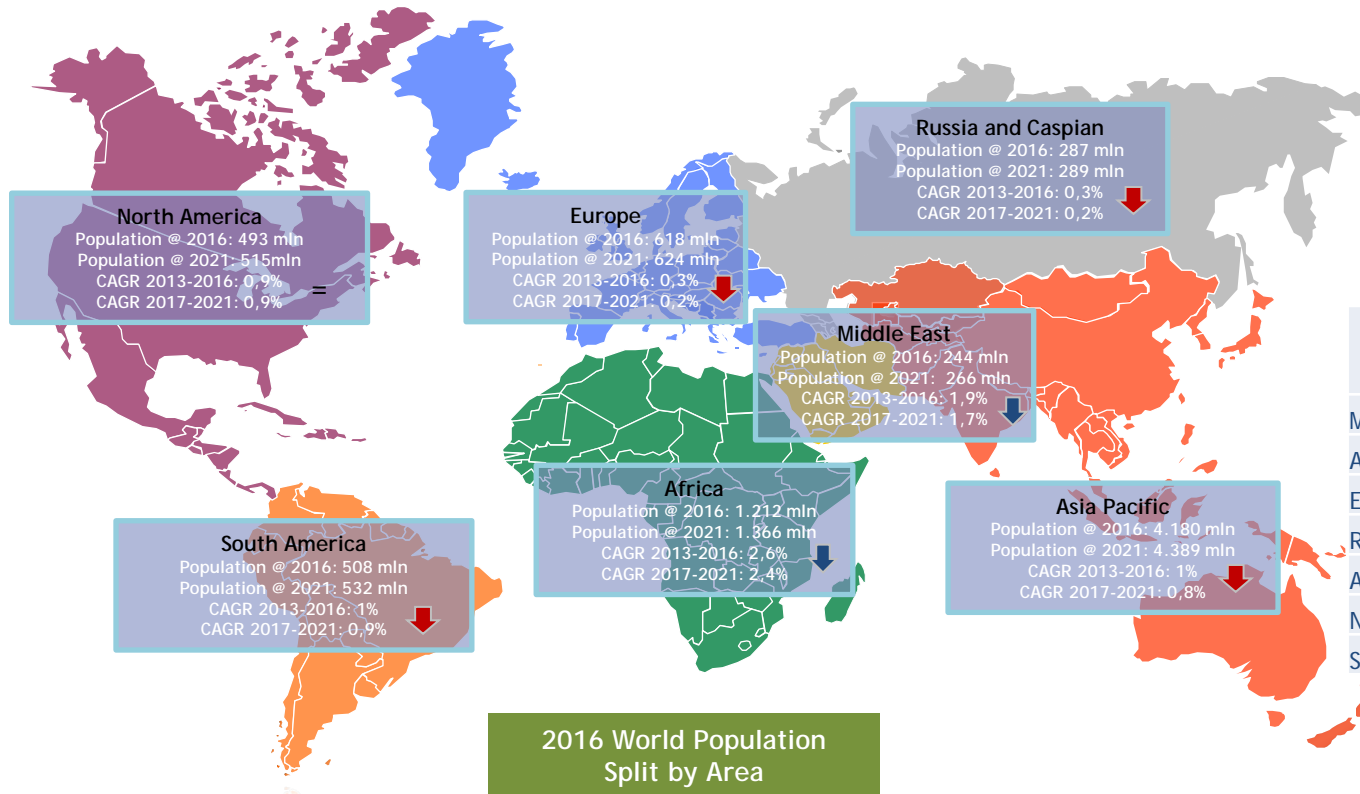 Russia and Caspian
Population @ 2016: 287 mln
Population @ 2021: 289 mln
CAGR 2013-2016: 0,3%
CAGR 2017-2021: 0,2%
North America
Population @ 2016: 493 mln
Population @ 2021: 515mln
CAGR 2013-2016: 0,9%
CAGR 2017-2021: 0,9%
=
Europe
Population @ 2016: 618 mln
Population @ 2021: 624 mln
CAGR 2013-2016: 0,3%
CAGR 2017-2021: 0,2%
Middle East
Population @ 2016: 244 mln
Population @ 2021: 266 mln
CAGR 2013-2016: 1,9%
CAGR 2017-2021: 1,7%
Africa
Population @ 2016: 1.212 mln
Population @ 2021: 1.366 mln
CAGR 2013-2016: 2,6%
CAGR 2017-2021: 2,4%
Asia Pacific
Population @ 2016: 4.180 mln
Population @ 2021: 4.389 mln
CAGR 2013-2016: 1%
CAGR 2017-2021: 0,8%
South America
Population @ 2016: 508 mln
Population @ 2021: 532 mln
CAGR 2013-2016: 1%
CAGR 2017-2021: 0,9%
M
A
E
R
A
N
S
2016 World Population
Split by Area